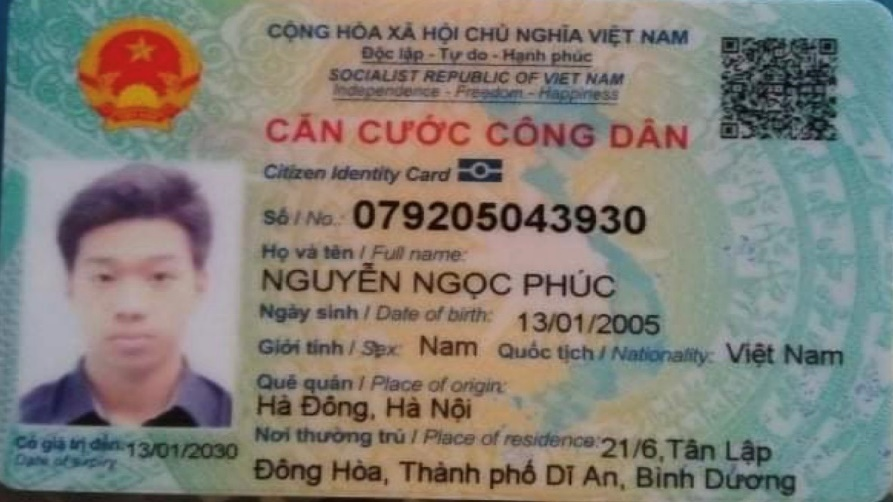 CỘNG HÒA XÃ HỘI CHỦ NGHĨA VIỆT NAM
Độc lập - Tự do - Hạnh phúc
SOCIALIST REPUBLIC OF VIET NAM
Independence - Freedom - Happiness
CĂN CƯỚC CÔNG DÂN
Citizen Identity Card
Số / No.: 079205043930
Họ và tên / Full name:
NGUYỄN NGỌC PHÚC
Ngày sinh / Date of birth: 13/01/2005
Giới tính / Sex: Nam Quốc tịch / Nationality: Việt Nam
Quê quán / Place of origin:
Hà Đông, Hà Nội
Nơi thường trú / Place of residence: 21/6, Tân Lập
Đông Hòa, Thành phố Dĩ An, Bình Dương
Có giá trị đến: 13/01/2030
Date of expiry